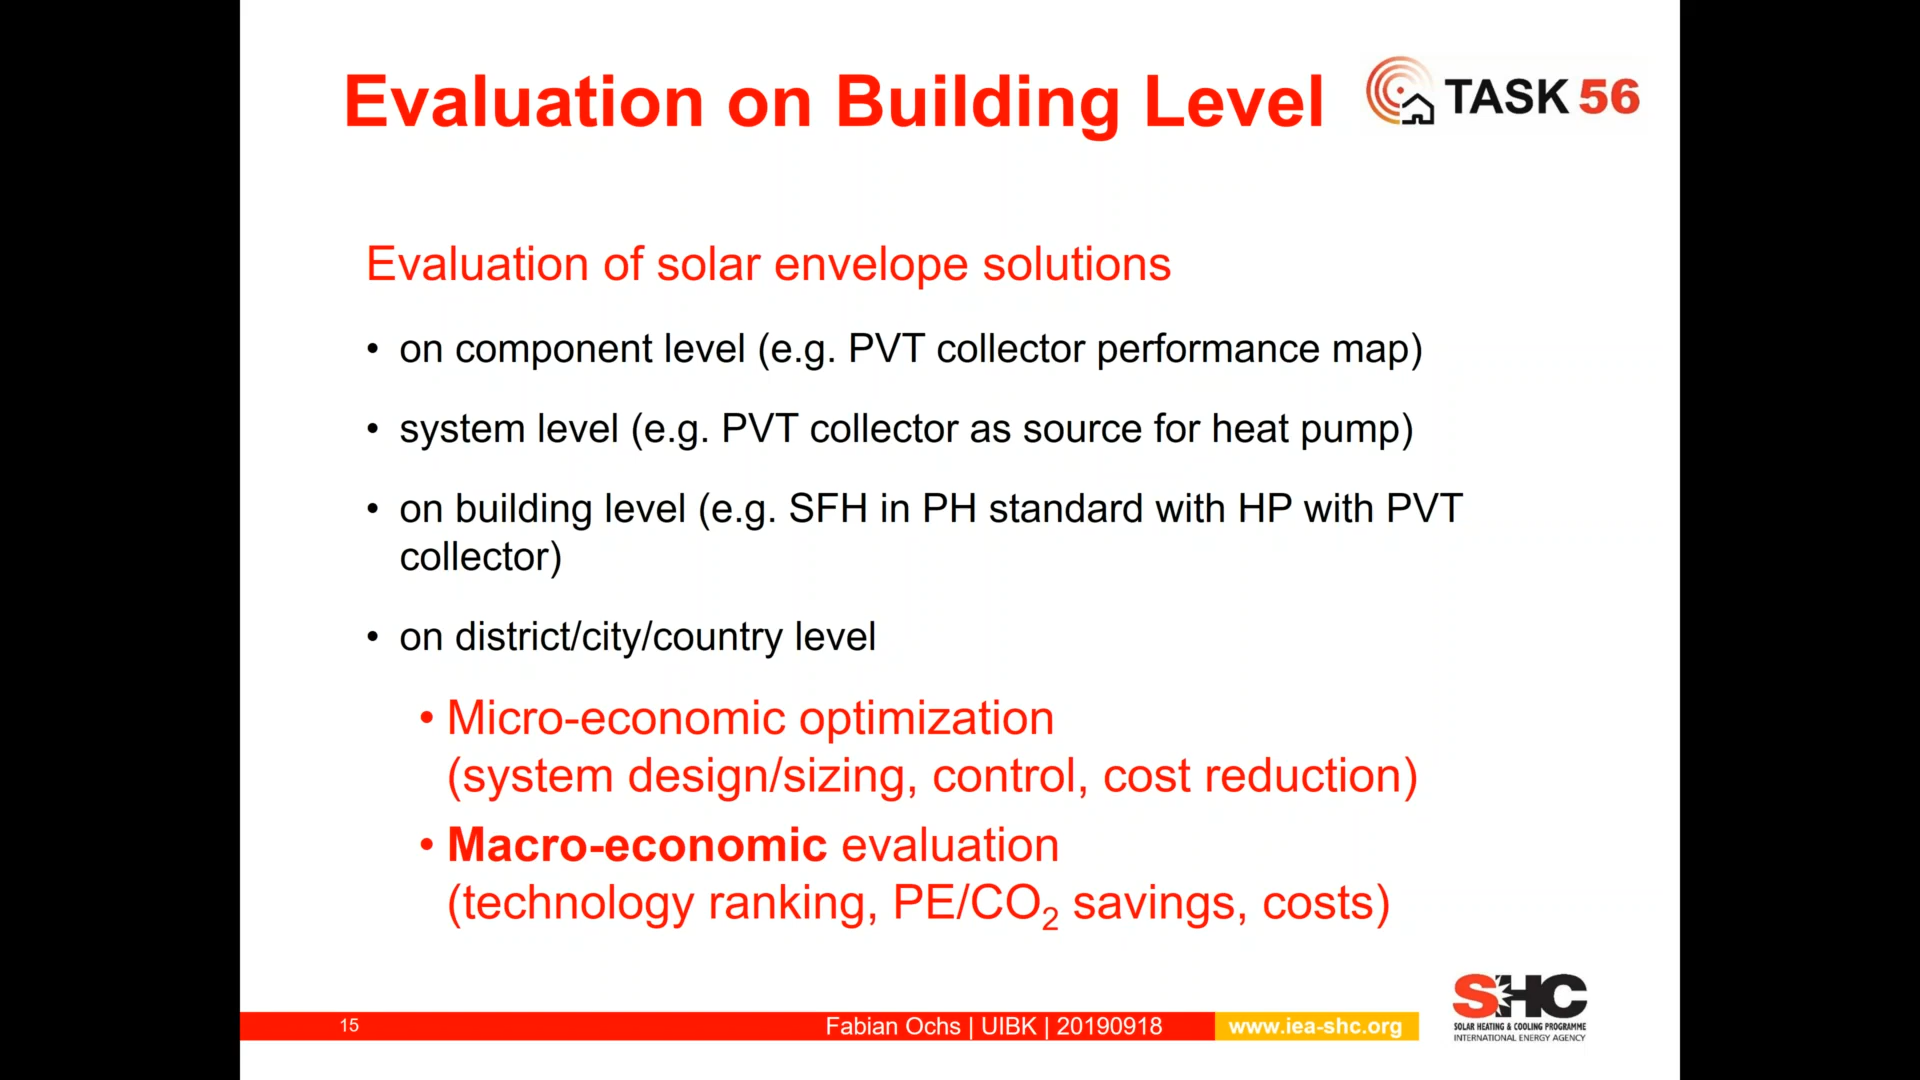 Evaluation on Building Level
TASK 56
Evaluation of solar envelope solutions
• on component level (e.g. PVT collector performance map)
• system level (e.g. PVT collector as source for heat pump)
• on building level (e.g. SFH in PH standard with HP with PVT
collector)
• on district/city/country level
• Micro-economic optimization
(system design/sizing, control, cost reduction)
• Macro-economic evaluation
(technology ranking, PE/CO₂ savings, costs)
15
Fabian Ochs | UIBK | 20190918
www.iea-shc.org
SHC
SOLAR HEATING & COOLING PROGRAMME
INTERNATIONAL ENERGY AGENCY